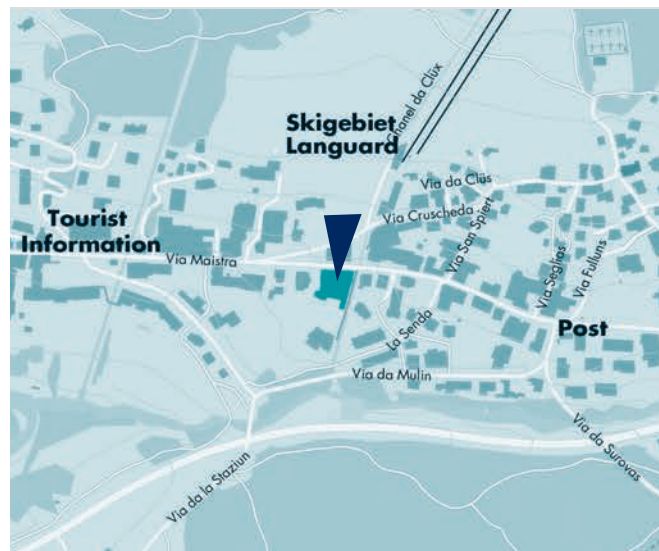 Chanel da Clüx
Skigebiet
Languard
Via da Clüs
Via Cruscheda
Via San Spiert
Tourist
Information
Via Maistra
Via Seglias
Via Fulluns
La Senda
Post
Via da Mulin
Via da Surovas
Via da la Staziun